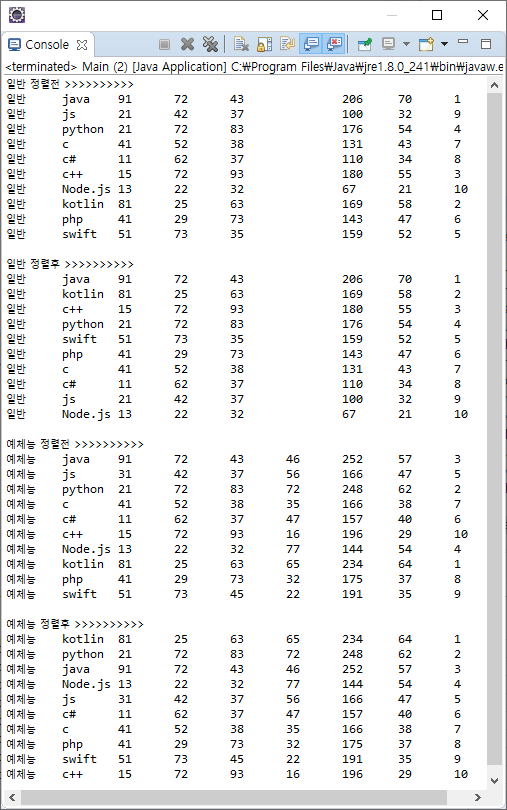 Console
<terminated> Main (2) [Java Application] C:₩Program Files₩Java₩jre1.8.0_241₩bin₩javaw.e
일반 정렬전 >>>>>>>>>>
일반 java 91 72 43 206 70 1
일반 js 21 42 37 100 32 9
일반 python 21 72 83 176 54 4
일반 c 41 52 38 131 43 7
일반 c# 11 62 37 110 34 8
일반 c++ 15 72 93 180 55 3
일반 Node.js 13 22 32 67 21 10
일반 kotlin 81 25 63 169 58 2
일반 php 41 29 73 143 47 6
일반 swift 51 73 35 159 52 5
일반 정렬후 >>>>>>>>>>
일반 java 91 72 43 206 70 1
일반 kotlin 81 25 63 169 58 2
일반 c++ 15 72 93 180 55 3
일반 python 21 72 83 176 54 4
일반 swift 51 73 35 159 52 5
일반 php 41 29 73 143 47 6
일반 c 41 52 38 131 43 7
일반 c# 11 62 37 110 34 8
일반 js 21 42 37 100 32 9
일반 Node.js 13 22 32 67 21 10
예체능 정렬전 >>>>>>>>>>
예체능 java 91 72 43 46 252 57 3
예체능 js 31 42 37 56 166 47 5
예체능 python 21 72 83 72 248 62 2
예체능 c 41 52 38 35 166 38 7
예체능 c# 11 62 37 47 157 40 6
예체능 c++ 15 72 93 16 196 29 10
예체능 Node.js 13 22 32 77 144 54 4
예체능 kotlin 81 25 63 65 234 64 1
예체능 php 41 29 73 32 175 37 8
예체능 swift 51 73 45 22 191 35 9
예체능 정렬후 >>>>>>>>>>
예체능 kotlin 81 25 63 65 234 64 1
예체능 python 21 72 83 72 248 62 2
예체능 java 91 72 43 46 252 57 3
예체능 Node.js 13 22 32 77 144 54 4
예체능 js 31 42 37 56 166 47 5
예체능 c# 11 62 37 47 157 40 6
예체능 c 41 52 38 35 166 38 7
예체능 php 41 29 73 32 175 37 8
예체능 swift 51 73 45 22 191 35 9
예체능 c++ 15 72 93 16 196 29 10